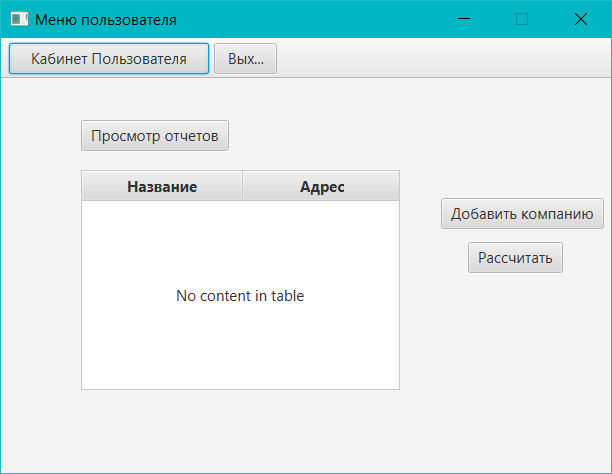 Меню пользователя
Кабинет Пользователя Вых...
Просмотр отчетов
Название Адрес
Добавить компанию
Рассчитать
No content in table